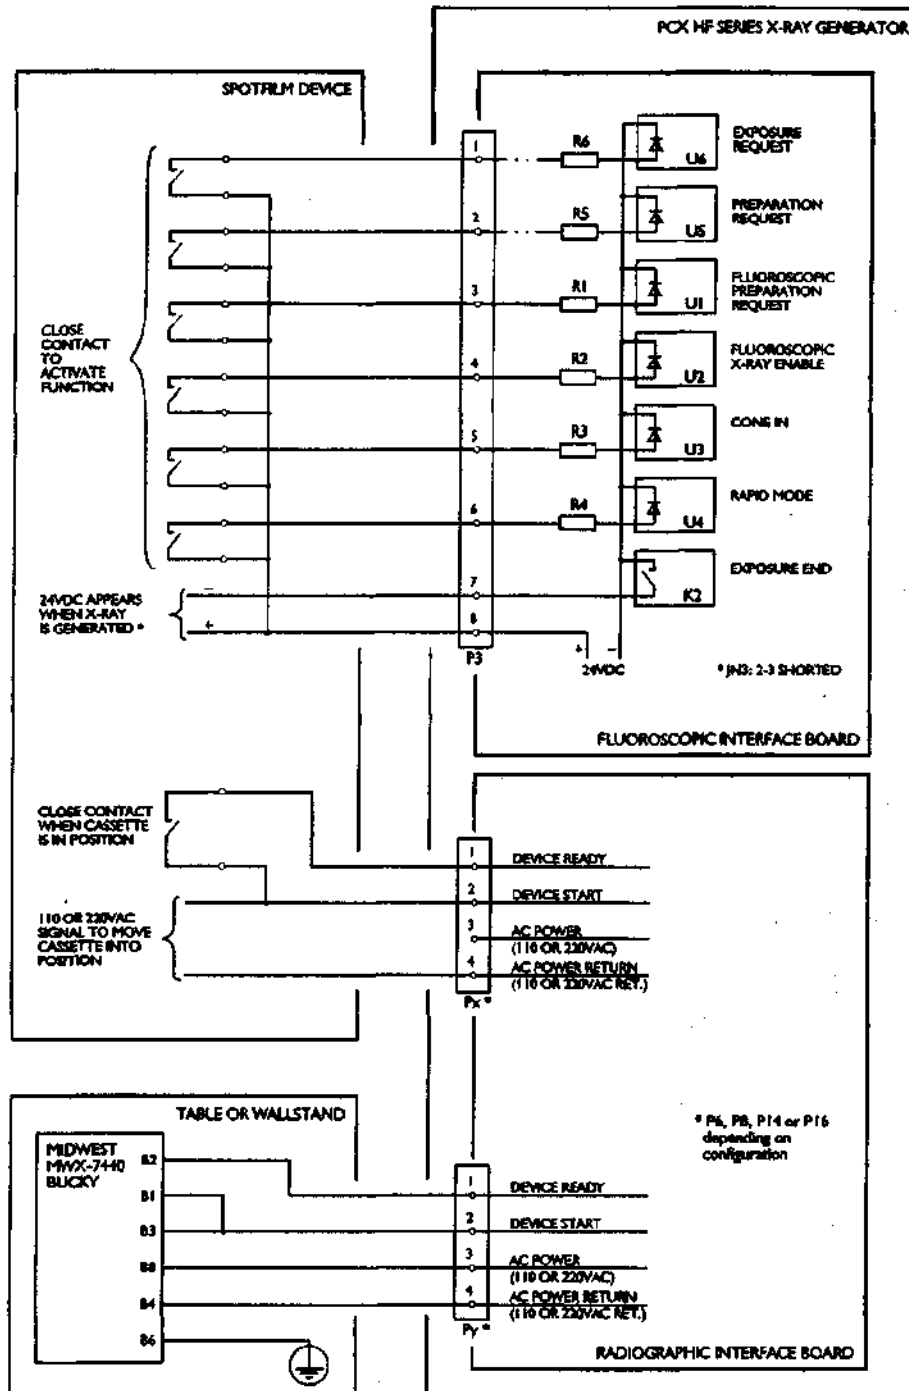 PCX HF SERIES X-RAY GENERATOR
SPOTFILM DEVICE
1
R6
U6
EXPOSURE
REQUEST
2
R5
U5
PREPARATION
REQUEST
3
R1
U1
FLUOROSCOPIC
PREPARATION
REQUEST
CLOSE
CONTACT
TO
ACTIVATE
FUNCTION
4
R2
U2
FLUOROSCOPIC
X-RAY ENABLE
5
R3
U3
CONE IN
6
R4
U4
RAPID MODE
7
K2
EXPOSURE END
24VDC APPEARS
WHEN X-RAY
IS GENERATED *
−
+
8
P3
+ −
24VDC
* JN3: 2-3 SHORTED
FLUOROSCOPIC INTERFACE BOARD
CLOSE CONTACT
WHEN CASSETTE
IS IN POSITION
1
DEVICE READY
2
DEVICE START
110 OR 220VAC
SIGNAL TO MOVE
CASSETTE INTO
POSITION
3
AC POWER
(110 OR 220VAC)
4
AC POWER RETURN
(110 OR 220VAC RET.)
Px *
TABLE OR WALLSTAND
* P6, P8, P14 or P16
depending on
configuration
MIDWEST
MWX-7440
BUCKY
B2
1
DEVICE READY
B1
2
DEVICE START
B3
3
AC POWER
(110 OR 220VAC)
B8
4
AC POWER RETURN
(110 OR 220VAC RET.)
B4
Py *
B6
RADIOGRAPHIC INTERFACE BOARD